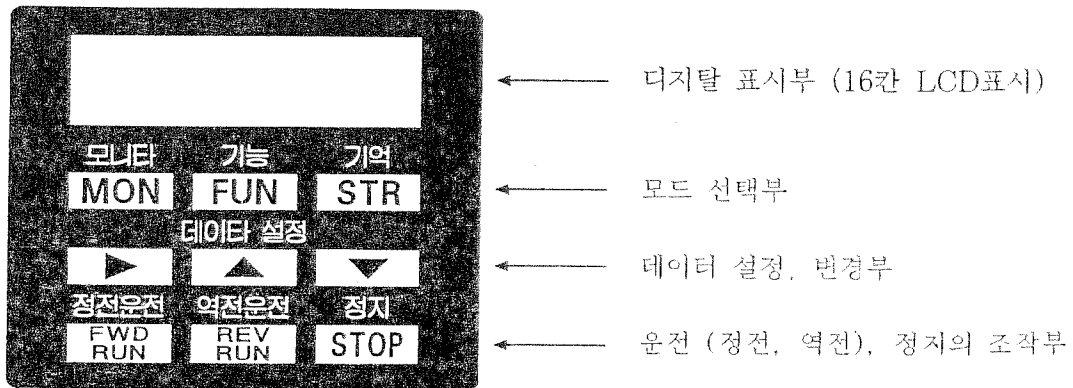 디지탈 표시부 (16칸 LCD표시)
모니타 기능 기억
MON FUN STR
모드 선택부
데이타 설정
데이터 설정, 변경부
정전운전 역전운전 정지
FWD RUN REV RUN STOP
운전 (정전, 역전), 정지의 조작부